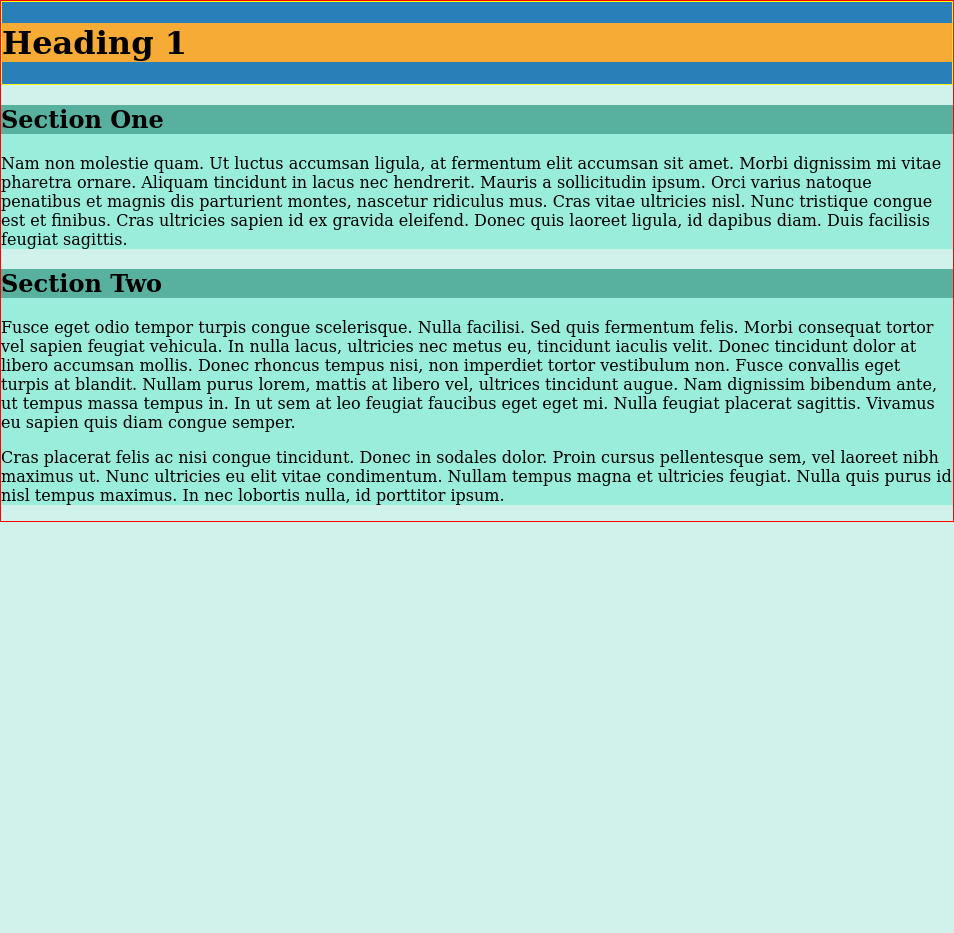 Heading 1
Section One
Nam non molestie quam. Ut luctus accumsan ligula, at fermentum elit accumsan sit amet. Morbi dignissim mi vitae
pharetra ornare. Aliquam tincidunt in lacus nec hendrerit. Mauris a sollicitudin ipsum. Orci varius natoque
penatibus et magnis dis parturient montes, nascetur ridiculus mus. Cras vitae ultricies nisl. Nunc tristique congue
est et finibus. Cras ultricies sapien id ex gravida eleifend. Donec quis laoreet ligula, id dapibus diam. Duis facilisis
feugiat sagittis.
Section Two
Fusce eget odio tempor turpis congue scelerisque. Nulla facilisi. Sed quis fermentum felis. Morbi consequat tortor
vel sapien feugiat vehicula. In nulla lacus, ultricies nec metus eu, tincidunt iaculis velit. Donec tincidunt dolor at
libero accumsan mollis. Donec rhoncus tempus nisi, non imperdiet tortor vestibulum non. Fusce convallis eget
turpis at blandit. Nullam purus lorem, mattis at libero vel, ultrices tincidunt augue. Nam dignissim bibendum ante,
ut tempus massa tempus in. In ut sem at leo feugiat faucibus eget eget mi. Nulla feugiat placerat sagittis. Vivamus
eu sapien quis diam congue semper.
Cras placerat felis ac nisi congue tincidunt. Donec in sodales dolor. Proin cursus pellentesque sem, vel laoreet nibh
maximus ut. Nunc ultricies eu elit vitae condimentum. Nullam tempus magna et ultricies feugiat. Nulla quis purus id
nisl tempus maximus. In nec lobortis nulla, id porttitor ipsum.